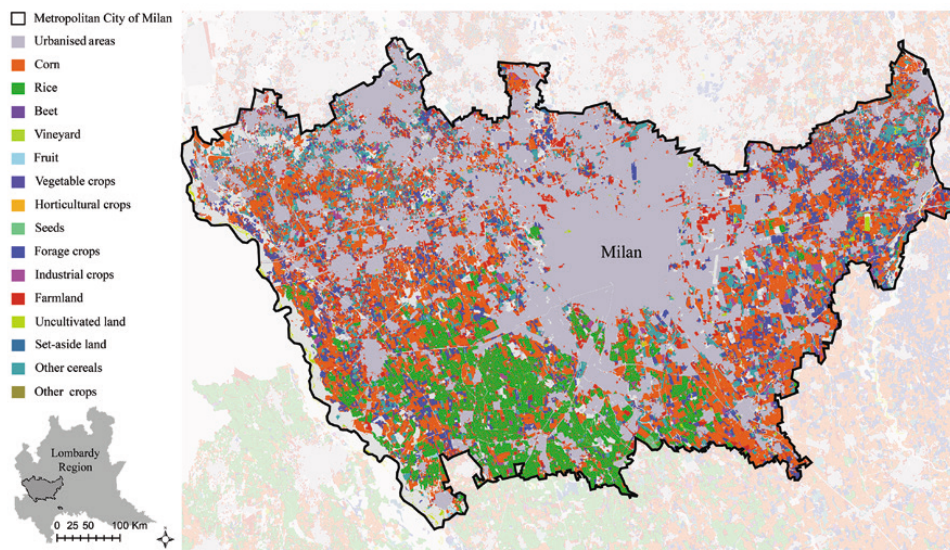 Metropolitan City of Milan
Urbanised areas
Corn
Rice
Beet
Vineyard
Fruit
Vegetable crops
Horticultural crops
Seeds
Forage crops
Industrial crops
Farmland
Uncultivated land
Set-aside land
Other cereals
Other crops
Milan
Lombardy
Region
0 25 50 100 Km